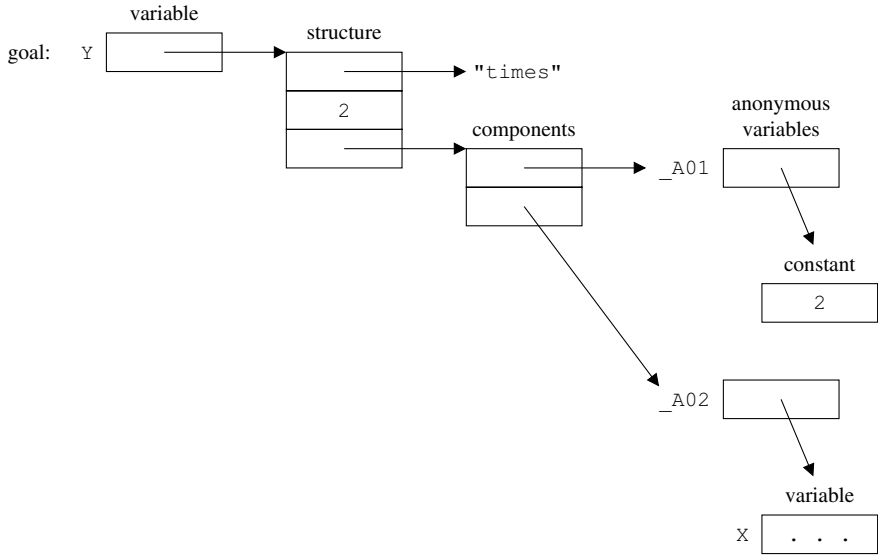 variable
goal: Y
structure
"times"
2
components
anonymous
variables
_A01
constant
2
_A02
variable
X . . .